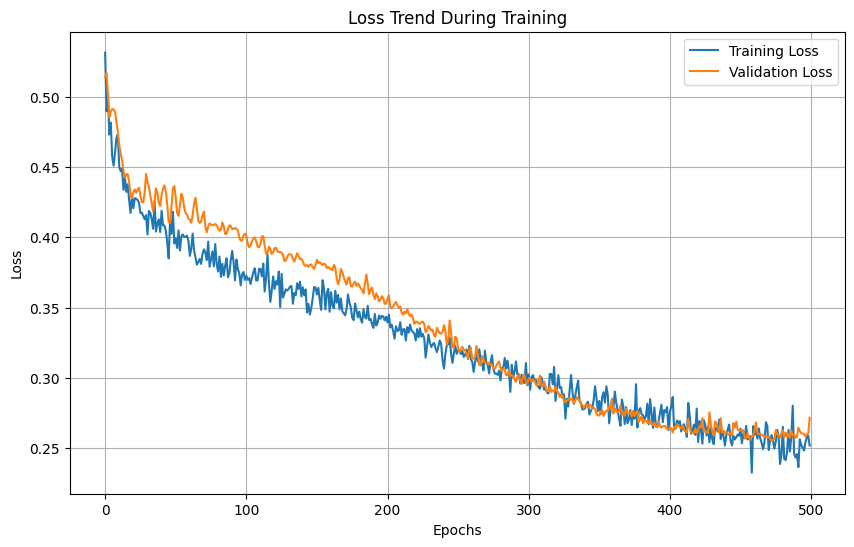 Loss Trend During Training
Training Loss
Validation Loss
0.50
0.45
0.40
0.35
0.30
0.25
Loss
0 100 200 300 400 500
Epochs